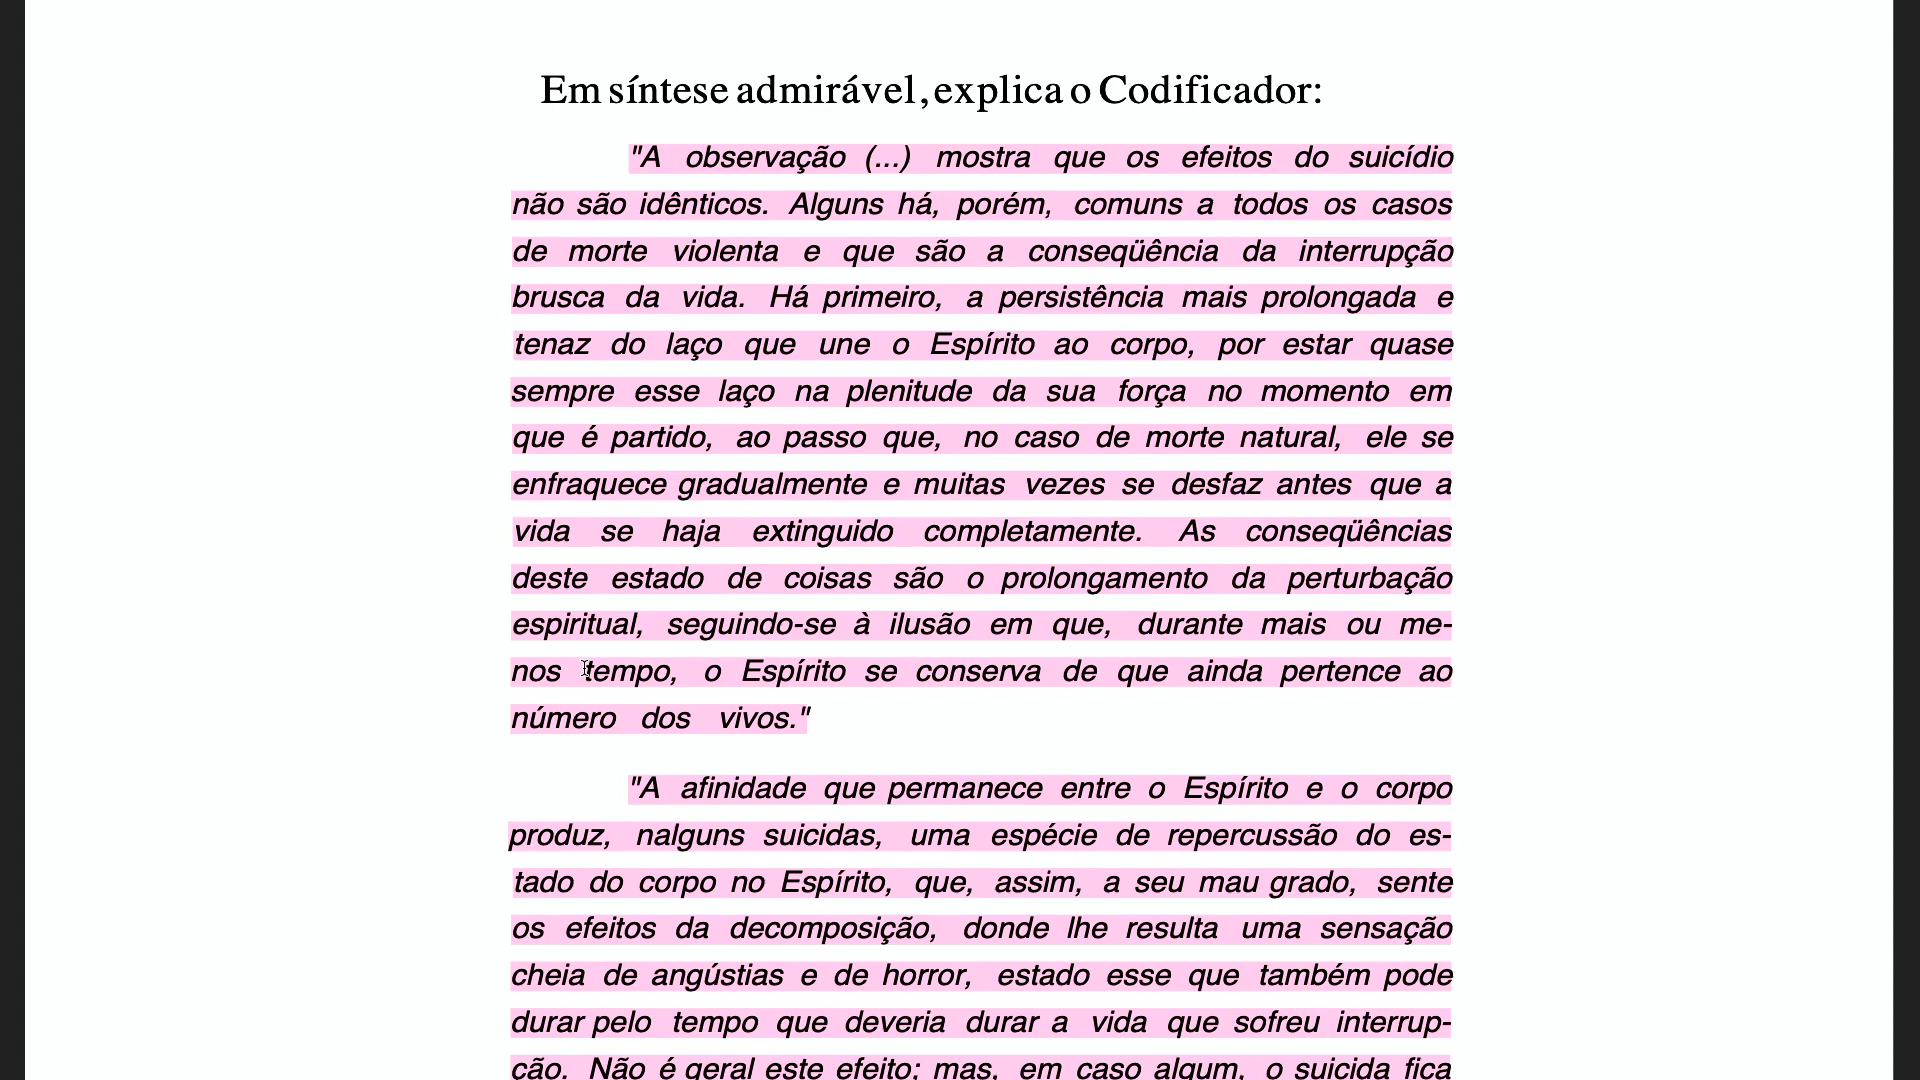 Em síntese admirável, explica o Codificador:
"A observação (...) mostra que os efeitos do suicídio
não são idênticos. Alguns há, porém, comuns a todos os casos
de morte violenta e que são a conseqüência da interrupção
brusca da vida. Há primeiro, a persistência mais prolongada e
tenaz do laço que une o Espírito ao corpo, por estar quase
sempre esse laço na plenitude da sua força no momento em
que é partido, ao passo que, no caso de morte natural, ele se
enfraquece gradualmente e muitas vezes se desfaz antes que a
vida se haja extinguido completamente. As conseqüências
deste estado de coisas são o prolongamento da perturbação
espiritual, seguindo-se à ilusão em que, durante mais ou me-
nos tempo, o Espírito se conserva de que ainda pertence ao
número dos vivos."
"A afinidade que permanece entre o Espírito e o corpo
produz, nalguns suicidas, uma espécie de repercussão do es-
tado do corpo no Espírito, que, assim, a seu mau grado, sente
os efeitos da decomposição, donde lhe resulta uma sensação
cheia de angústias e de horror, estado esse que também pode
durar pelo tempo que deveria durar a vida que sofreu interrup-
ção. Não é geral este efeito; mas, em caso algum, o suicida fica